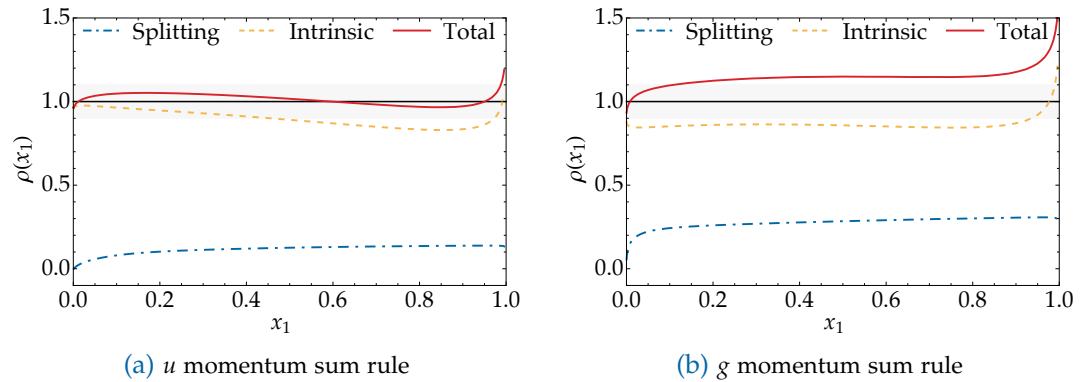 Splitting Intrinsic Total
1.5
1.0
0.5
0.0
ρ(x₁)
0.0 0.2 0.4 0.6 0.8 1.0
x₁
(a) u momentum sum rule
Splitting Intrinsic Total
1.5
1.0
0.5
0.0
ρ(x₁)
0.0 0.2 0.4 0.6 0.8 1.0
x₁
(b) g momentum sum rule